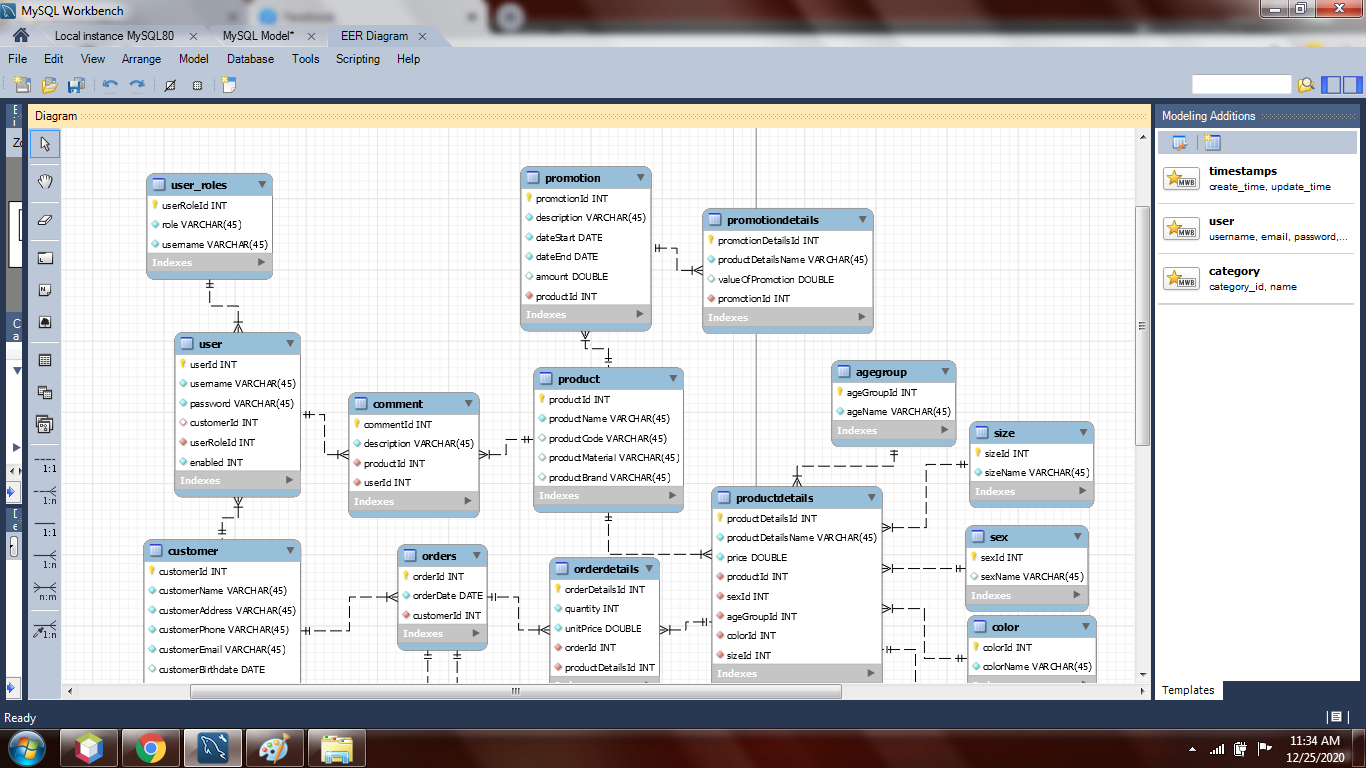 MySQL Workbench
Local instance MySQL80
MySQL Model*
EER Diagram
File Edit View Arrange Model Database Tools Scripting Help
Diagram
user_roles
userRoleId INT
role VARCHAR(45)
username VARCHAR(45)
Indexes
user
userId INT
username VARCHAR(45)
password VARCHAR(45)
customerId INT
userRoleId INT
enabled INT
Indexes
customer
customerId INT
customerName VARCHAR(45)
customerAddress VARCHAR(45)
customerPhone VARCHAR(45)
customerEmail VARCHAR(45)
customerBirthdate DATE
comment
commentId INT
description VARCHAR(45)
productId INT
userId INT
Indexes
orders
orderId INT
orderDate DATE
customerId INT
Indexes
promotion
promotionId INT
description VARCHAR(45)
dateStart DATE
dateEnd DATE
amount DOUBLE
productId INT
Indexes
promotiondetails
promotionDetailsId INT
productDetailsName VARCHAR(45)
valueOfPromotion DOUBLE
promotionId INT
Indexes
product
productId INT
productName VARCHAR(45)
productCode VARCHAR(45)
productMaterial VARCHAR(45)
productBrand VARCHAR(45)
Indexes
orderdetails
orderDetailsId INT
quantity INT
unitPrice DOUBLE
orderId INT
productDetailsId INT
agegroup
ageGroupId INT
ageName VARCHAR(45)
Indexes
productdetails
productDetailsId INT
productDetailsName VARCHAR(45)
price DOUBLE
productId INT
sexId INT
ageGroupId INT
colorId INT
sizeId INT
Indexes
size
sizeId INT
sizeName VARCHAR(45)
Indexes
sex
sexId INT
sexName VARCHAR(45)
Indexes
color
colorId INT
colorName VARCHAR(45)
1:1
1:n
1:1
1:n
n:m
1:n
Modeling Additions
timestamps
create_time, update_time
user
username, email, password,...
category
category_id, name
MWB
MWB
MWB
Templates
Ready
11:34 AM
12/25/2020